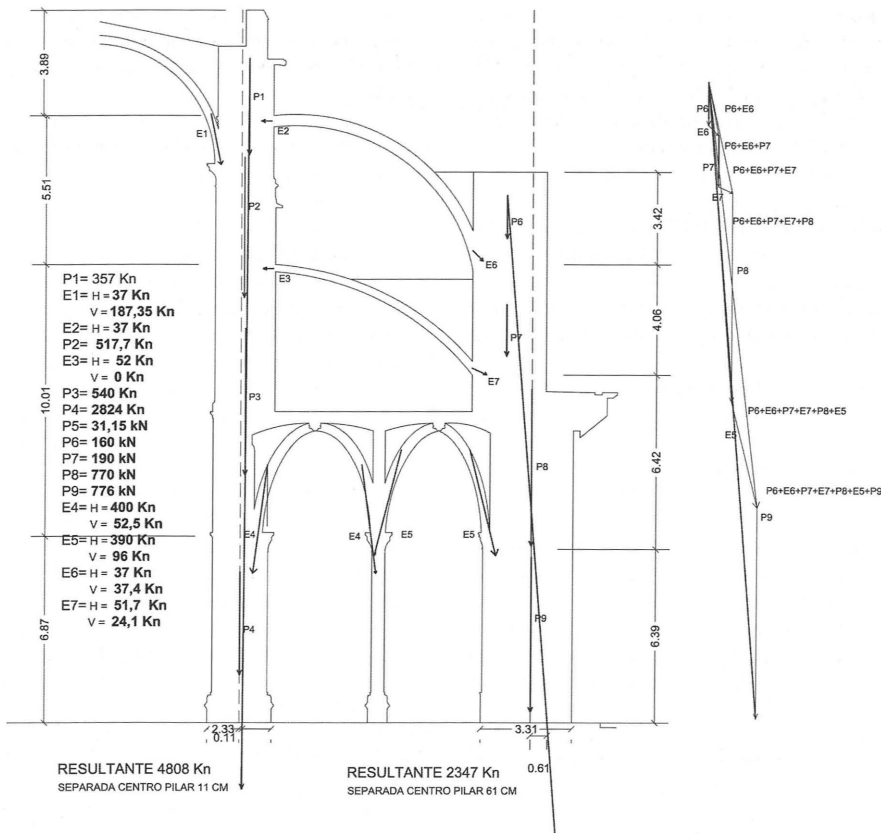 3.89
5.51
10.01
6.87
P1
E1
E2
P2
E3
P3
E4
P4
E4
E5
E5
P6
E6
P7
E7
P8
P9
3.42
4.06
6.42
6.39
P1= 357 Kn
E1= H = 37 Kn
V = 187,35 Kn
E2= H = 37 Kn
P2= 517,7 Kn
E3= H = 52 Kn
V = 0 Kn
P3= 540 Kn
P4= 2824 Kn
P5= 31,15 kN
P6= 160 kN
P7= 190 kN
P8= 770 kN
P9= 776 kN
E4= H = 400 Kn
V = 52,5 Kn
E5= H = 390 Kn
V = 96 Kn
E6= H = 37 Kn
V = 37,4 Kn
E7= H = 51,7 Kn
V = 24,1 Kn
2.33
0.11
3.31
0.61
RESULTANTE 4808 Kn
SEPARADA CENTRO PILAR 11 CM
RESULTANTE 2347 Kn
SEPARADA CENTRO PILAR 61 CM
P6
P6+E6
E6
P6+E6+P7
P7
P6+E6+P7+E7
E7
P6+E6+P7+E7+P8
P8
P6+E6+P7+E7+P8+E5
E5
P6+E6+P7+E7+P8+E5+P9
P9